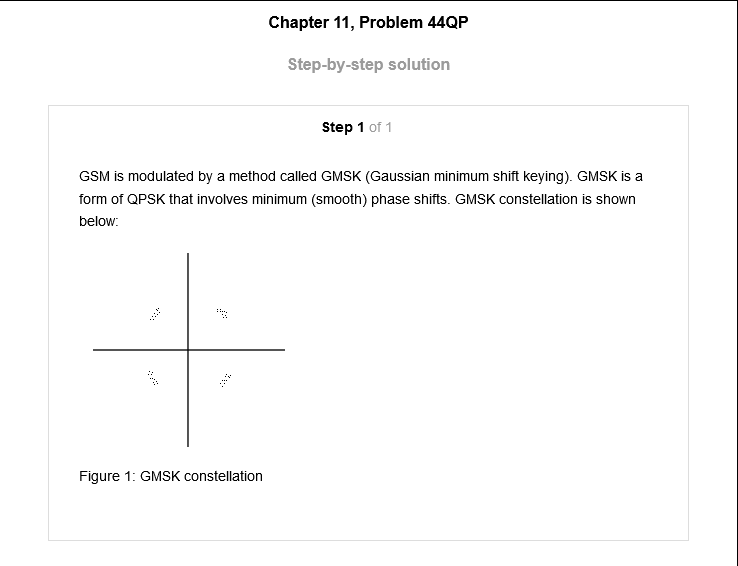 Chapter 11, Problem 44QP
Step-by-step solution
Step 1 of 1
GSM is modulated by a method called GMSK (Gaussian minimum shift keying). GMSK is a
form of QPSK that involves minimum (smooth) phase shifts. GMSK constellation is shown
below:
Figure 1: GMSK constellation